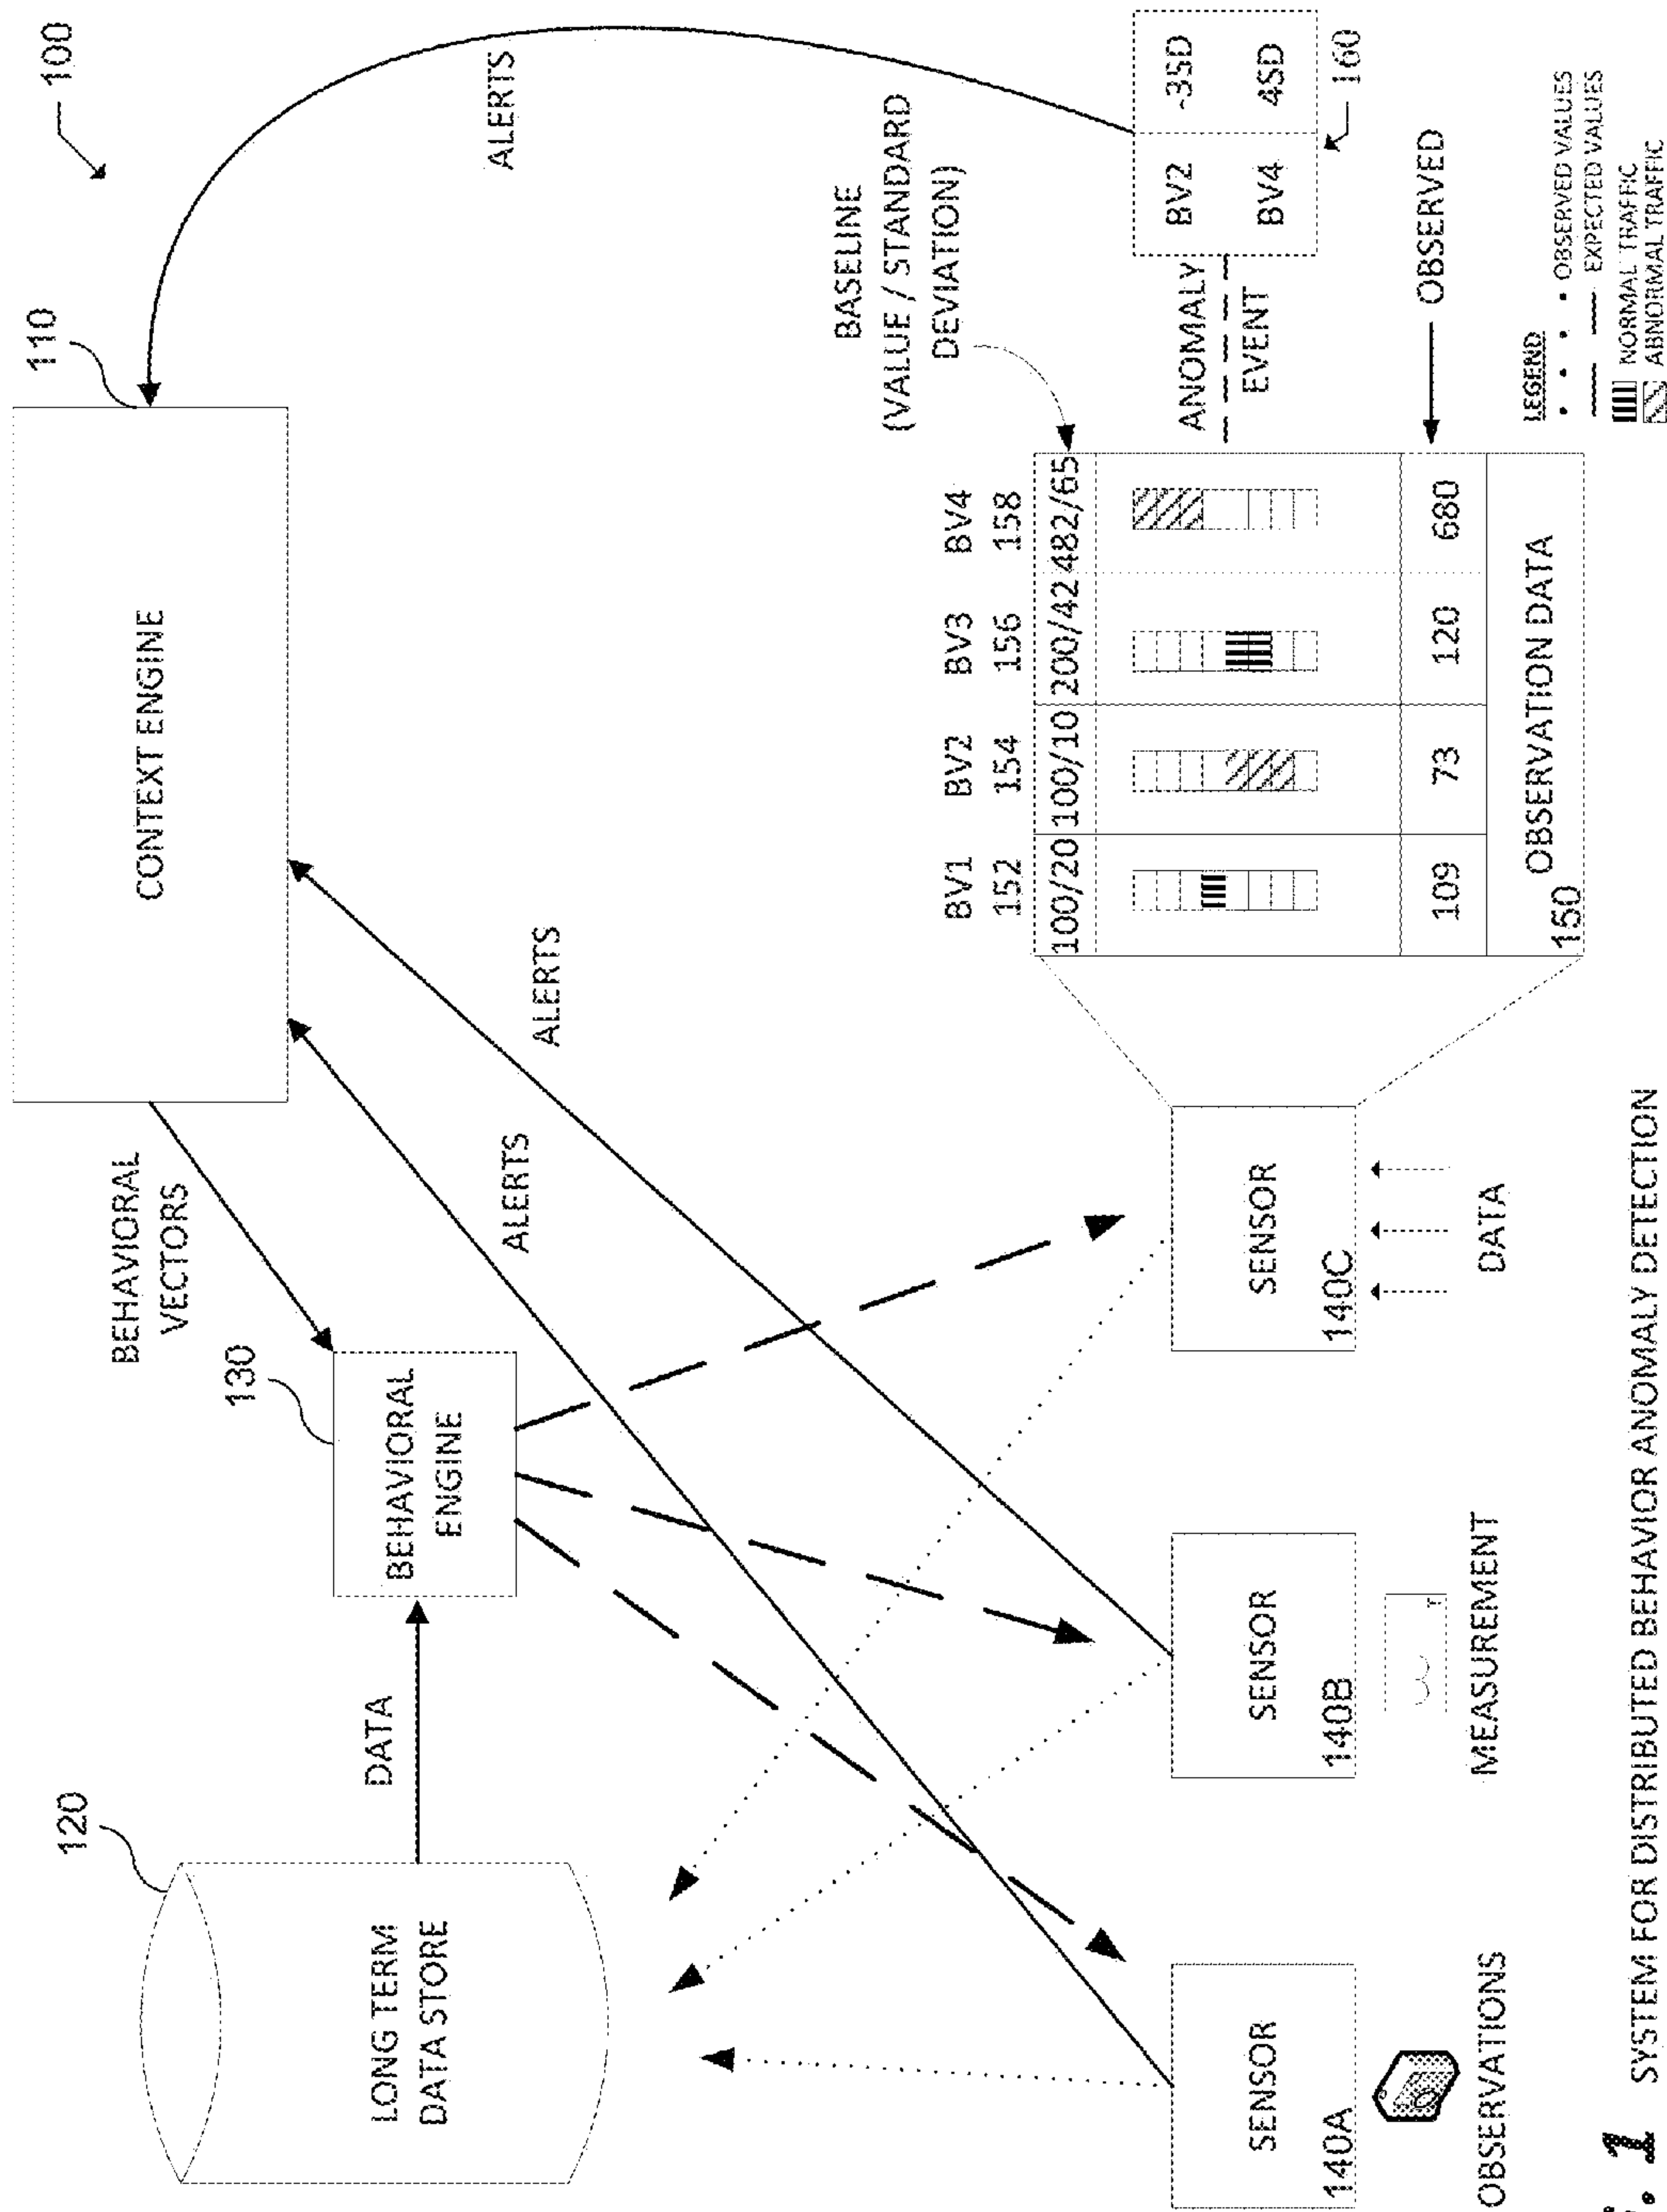 100
110
CONTEXT ENGINE
ALERTS
BEHAVIORAL
VECTORS
120
130
LONG TERM
DATA STORE
DATA
BEHAVIORAL
ENGINE
ALERTS
ALERTS
BASELINE
(VALUE / STANDARD
DEVIATION)
BV1 BV2 BV3 BV4
152 154 156 158
100/20 100/10 200/42 482/65
109 73 120 680
OBSERVATION DATA
150
ANOMALY
EVENT
BV2 -3SD
BV4 4SD
160
OBSERVED
SENSOR
140A
OBSERVATIONS
SENSOR
140B
MEASUREMENT
SENSOR
140C
DATA
LEGEND
OBSERVED VALUES
EXPECTED VALUES
NORMAL TRAFFIC
ABNORMAL TRAFFIC
1 SYSTEM FOR DISTRIBUTED BEHAVIOR ANOMALY DETECTION